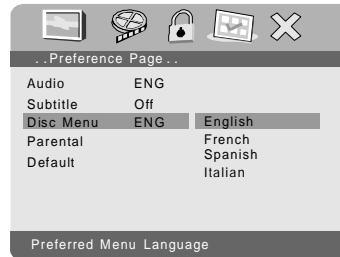 ..Preference Page..
Audio ENG
Subtitle Off
Disc Menu ENG English
Parental French
Spanish
Default
Italian
Preferred Menu Language